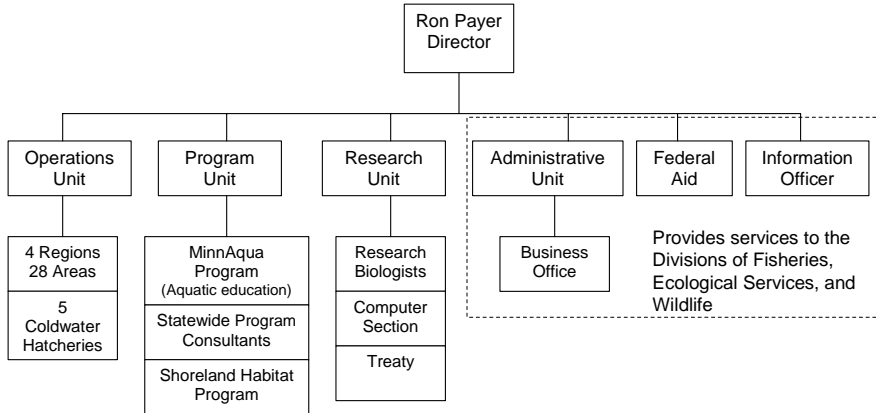 Ron Payer
Director
Operations
Unit
Program
Unit
Research
Unit
Administrative
Unit
Federal
Aid
Information
Officer
4 Regions
28 Areas
5
Coldwater
Hatcheries
MinnAqua
Program
(Aquatic education)
Statewide Program
Consultants
Shoreland Habitat
Program
Research
Biologists
Computer
Section
Treaty
Business
Office
Provides services to the
Divisions of Fisheries,
Ecological Services, and
Wildlife